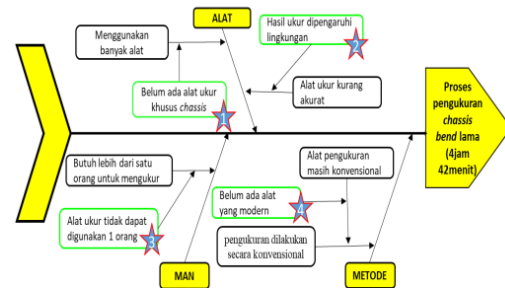 ALAT
Menggunakan
banyak alat
Hasil ukur dipengaruhi
lingkungan
2
Belum ada alat ukur
khusus chassis
1
Alat ukur kurang
akurat
Proses
pengukuran
chassis
bend lama
(4jam
42menit)
Butuh lebih dari satu
orang untuk mengukur
Alat pengukuran
masih konvensional
Alat ukur tidak dapat
digunakan 1 orang
3
Belum ada alat
yang modern
4
pengukuran dilakukan
secara konvensional
MAN
METODE